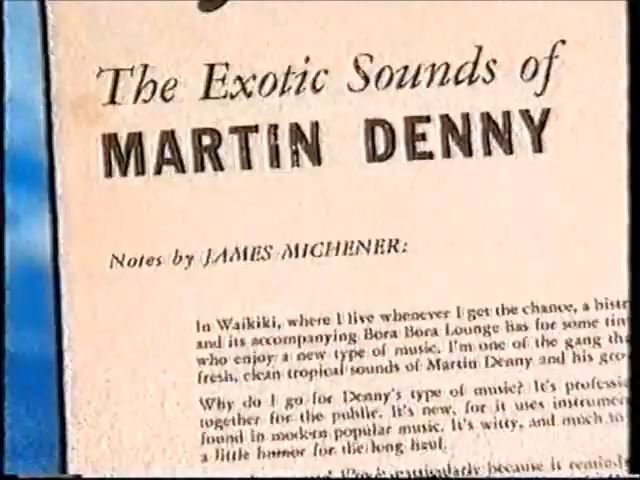 The Exotic Sounds of
MARTIN DENNY
Notes by JAMES MICHENER:
In Waikiki, where I live whenever I get the chance, a
and its accompanying Bora Bora Lounge has for some
who enjoy a new type of music. I'm one of the gang
fresh, clean tropical sounds of Martin Denny and his
Why do I go for Denny's type of music? It's
together for the public. It's new, for it uses
found in modern popular music. It's witty, and much to
a little humor for the long haul.
because it